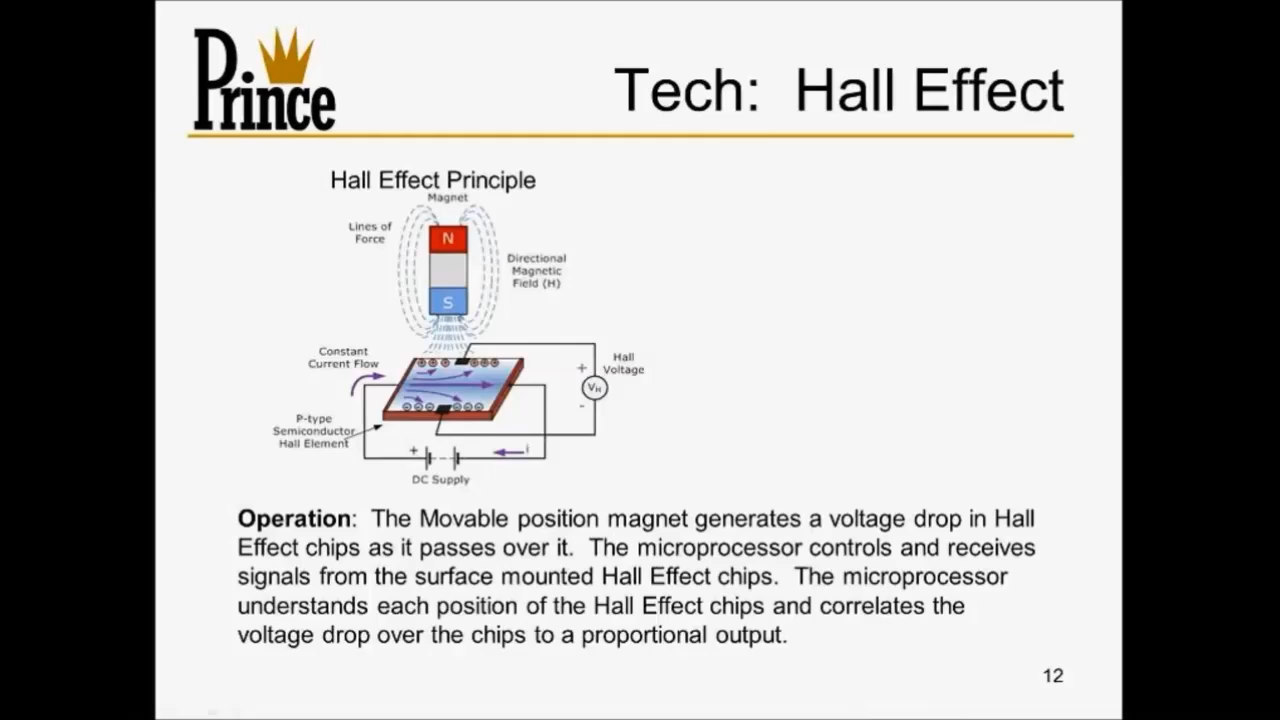 Prince
Tech: Hall Effect
Hall Effect Principle
Magnet
Lines of
Force
N
Directional
Magnetic
Field (H)
S
Constant
Current Flow
Hall
Voltage
+
VH
-
P-type
Semiconductor
Hall Element
+
i
DC Supply
Operation: The Movable position magnet generates a voltage drop in Hall
Effect chips as it passes over it. The microprocessor controls and receives
signals from the surface mounted Hall Effect chips. The microprocessor
understands each position of the Hall Effect chips and correlates the
voltage drop over the chips to a proportional output.
12